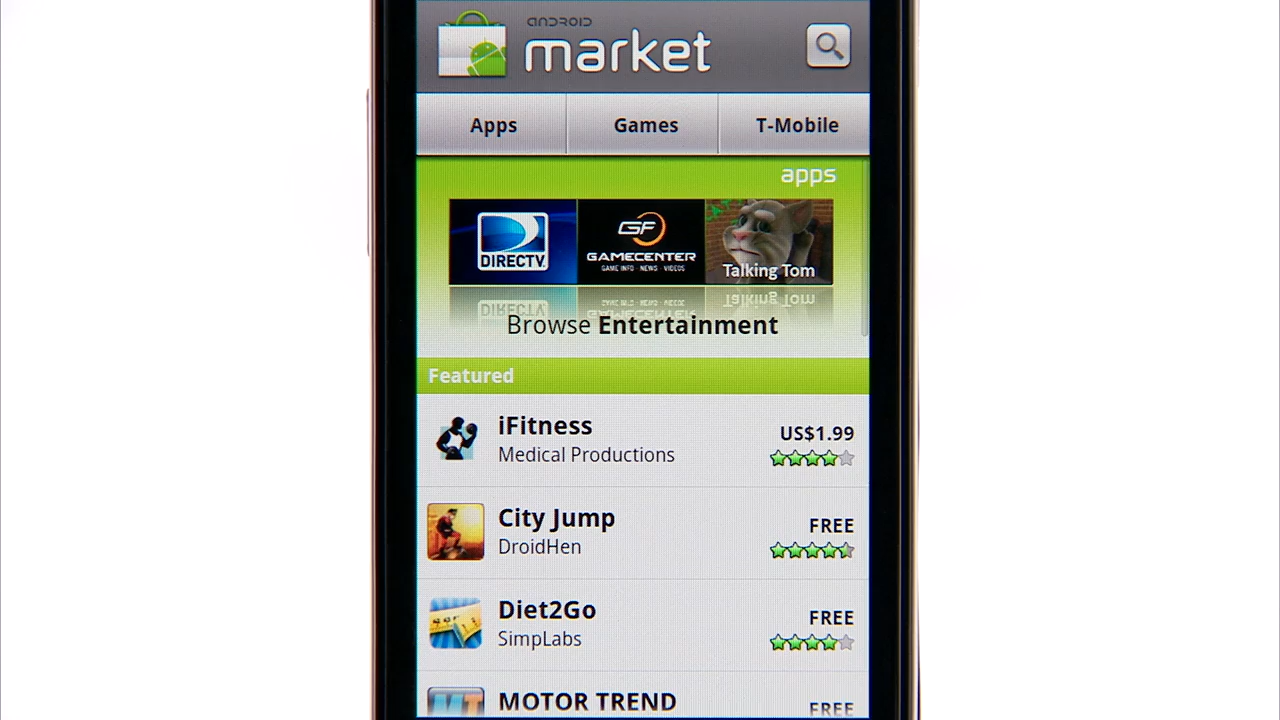 ANDROID
market
Apps
Games
T-Mobile
apps
DIRECTV
GF
GAMECENTER
GAME INFO · NEWS · VIDEOS
Talking Tom
Browse Entertainment
Featured
iFitness
US$1.99
Medical Productions
City Jump
FREE
DroidHen
Diet2Go
FREE
SimpLabs
MOTOR TREND
FREE
MT